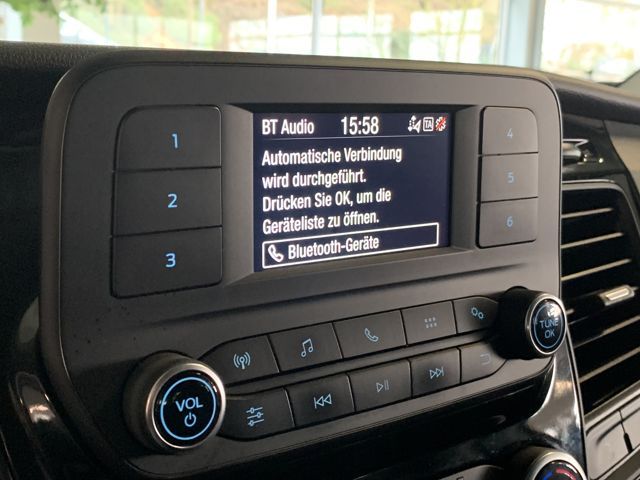 BT Audio 15:58 TA
Automatische Verbindung
wird durchgeführt.
Drücken Sie OK, um die
Geräteliste zu öffnen.
Bluetooth-Geräte
1
2
3
4
5
6
VOL
TUNE
OK